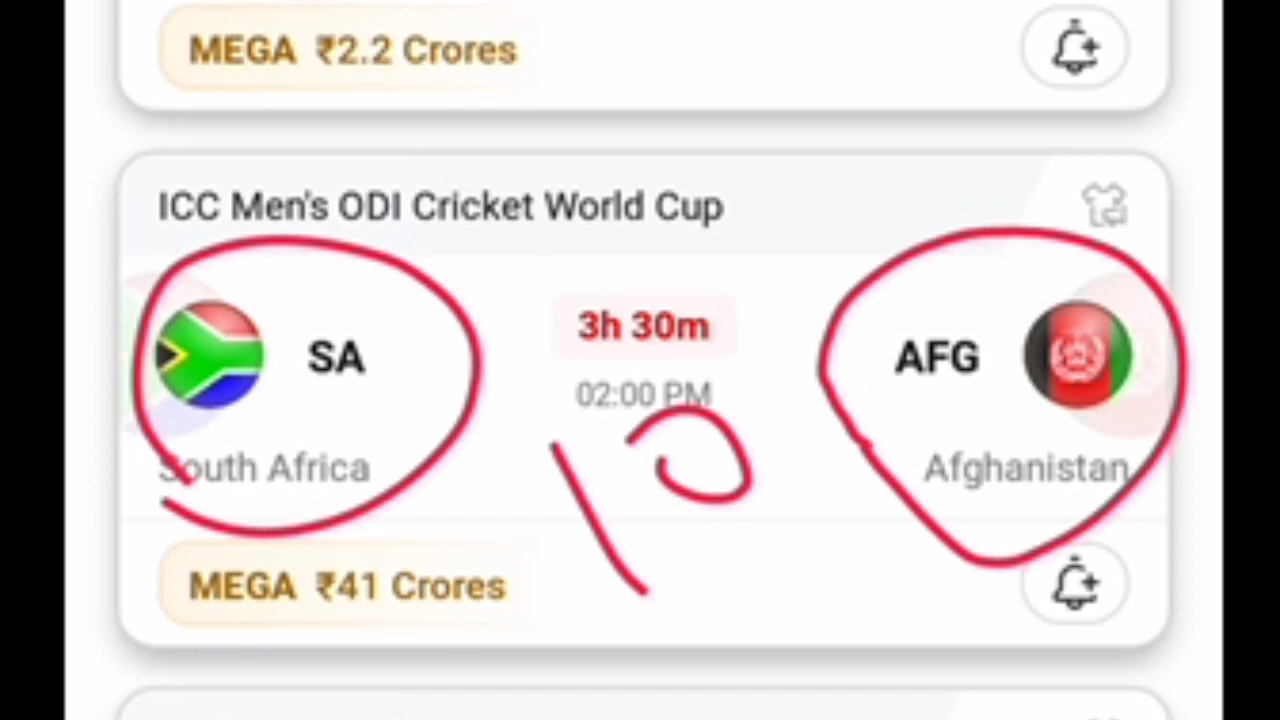 MEGA ₹2.2 Crores
ICC Men's ODI Cricket World Cup
SA
3h 30m
AFG
02:00 PM
South Africa
Afghanistan
MEGA ₹41 Crores